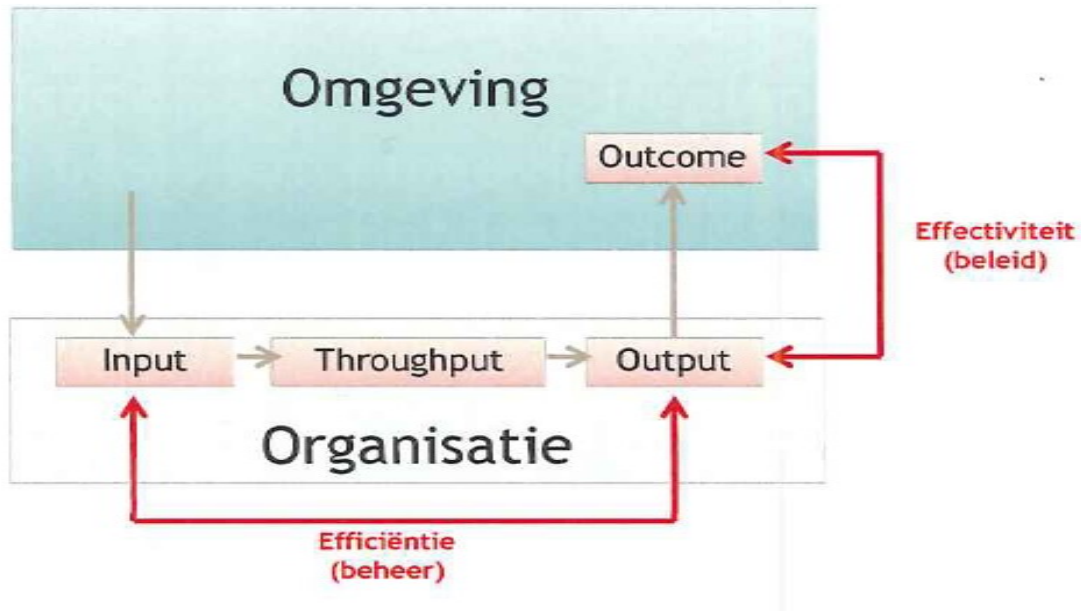 Omgeving
Outcome
Effectiviteit
(beleid)
Input
Throughput
Output
Organisatie
Efficiëntie
(beheer)